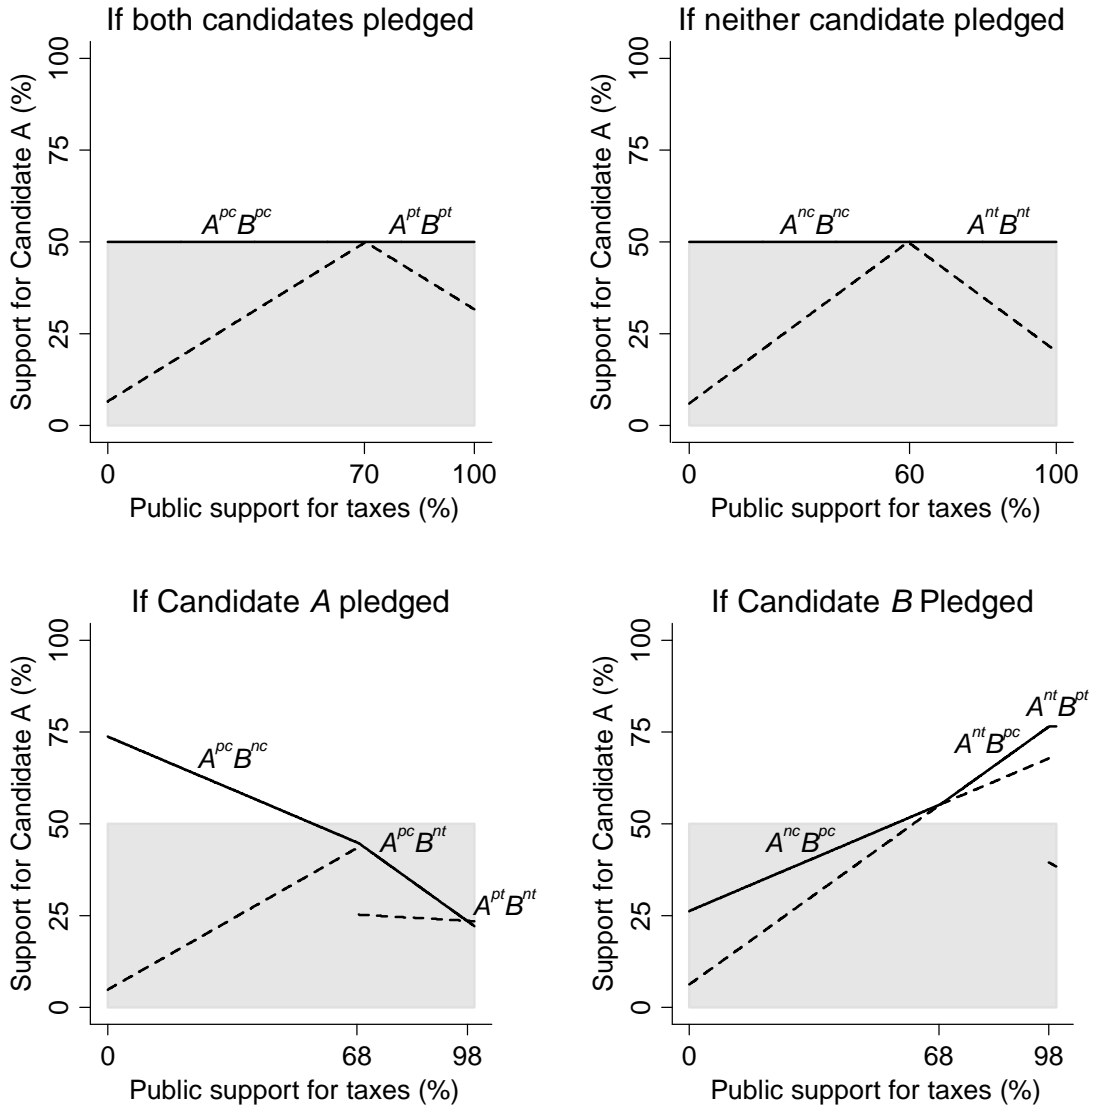 If both candidates pledged
Support for Candidate A (%)
100
75
50
25
0
A^pc B^pc
A^pt B^pt
0 70 100
Public support for taxes (%)
If neither candidate pledged
Support for Candidate A (%)
100
75
50
25
0
A^nc B^nc
A^nt B^nt
0 60 100
Public support for taxes (%)
If Candidate A pledged
Support for Candidate A (%)
100
75
50
25
0
A^pc B^nc
A^pc B^nt
A^pt B^nt
0 68 98
Public support for taxes (%)
If Candidate B Pledged
Support for Candidate A (%)
100
75
50
25
0
A^nt B^pt
A^nt B^pc
A^nc B^pc
0 68 98
Public support for taxes (%)